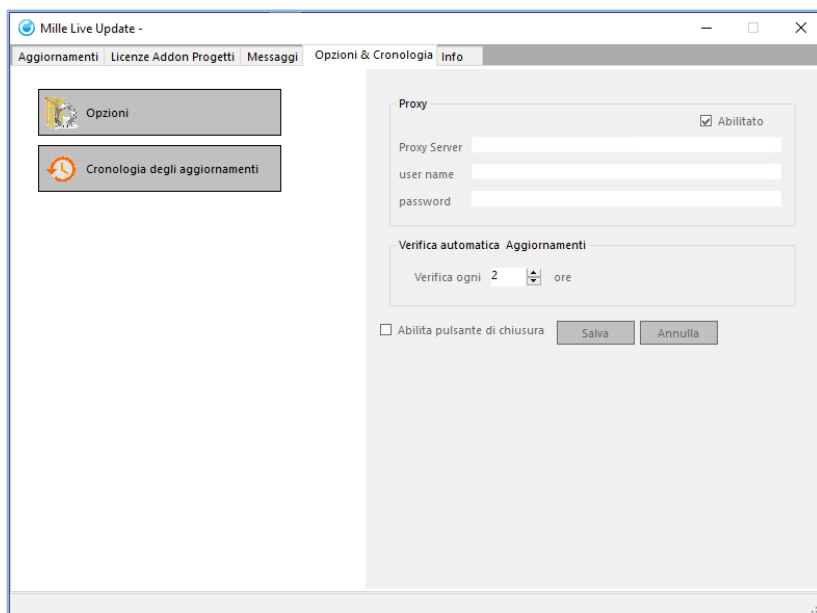 Mille Live Update -
Aggiornamenti Licenze Addon Progetti Messaggi Opzioni & Cronologia Info
Opzioni
Cronologia degli aggiornamenti
Proxy
Abilitato
Proxy Server
user name
password
Verifica automatica Aggiornamenti
Verifica ogni 2 ore
Abilita pulsante di chiusura Salva Annulla